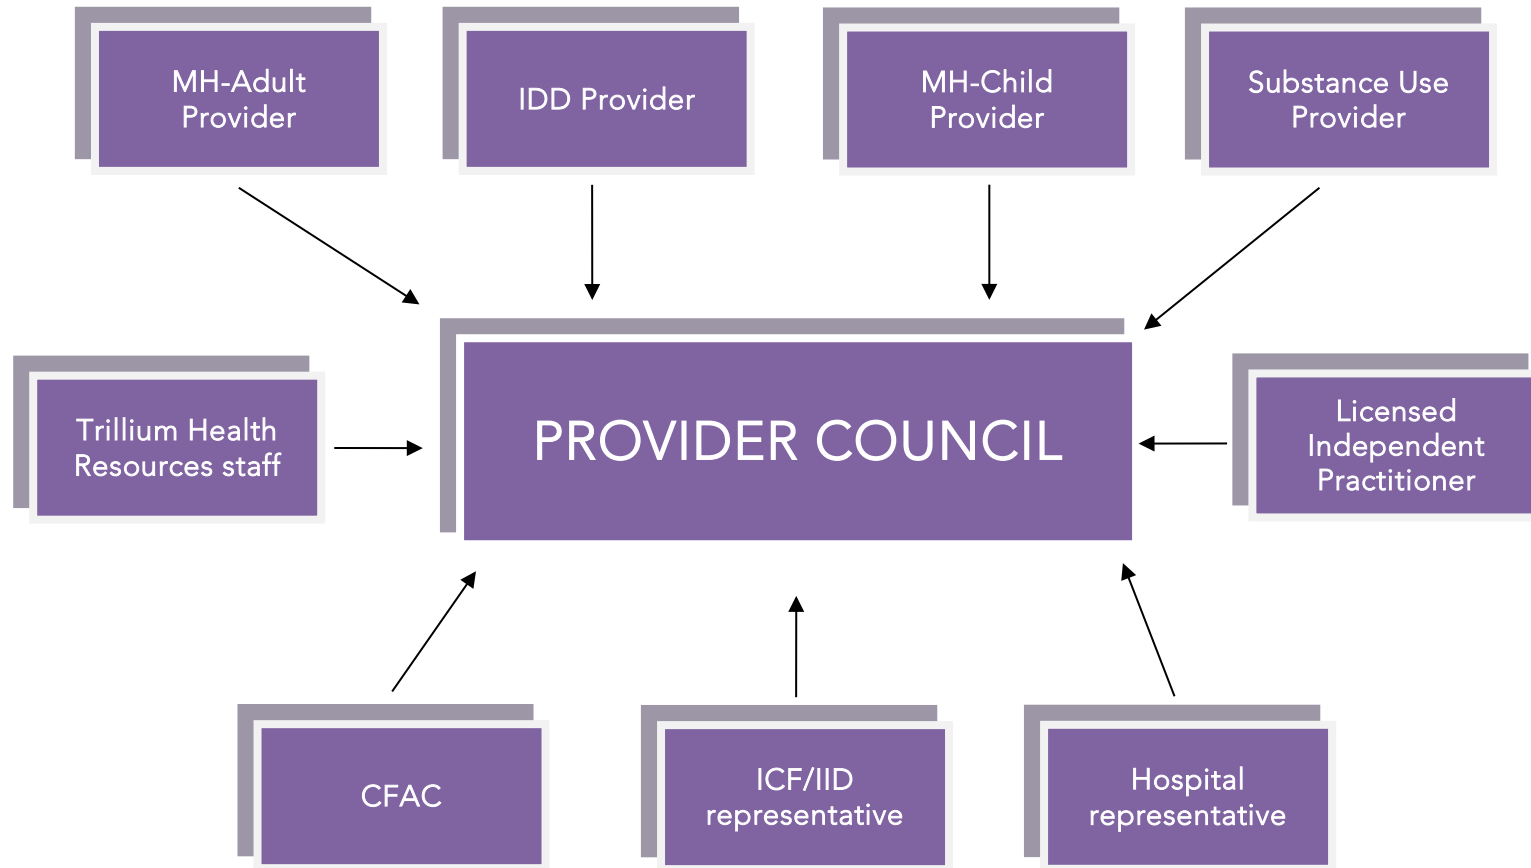 MH-Adult
Provider
IDD Provider
MH-Child
Provider
Substance Use
Provider
Trillium Health
Resources staff
PROVIDER COUNCIL
Licensed
Independent
Practitioner
CFAC
ICF/IID
representative
Hospital
representative